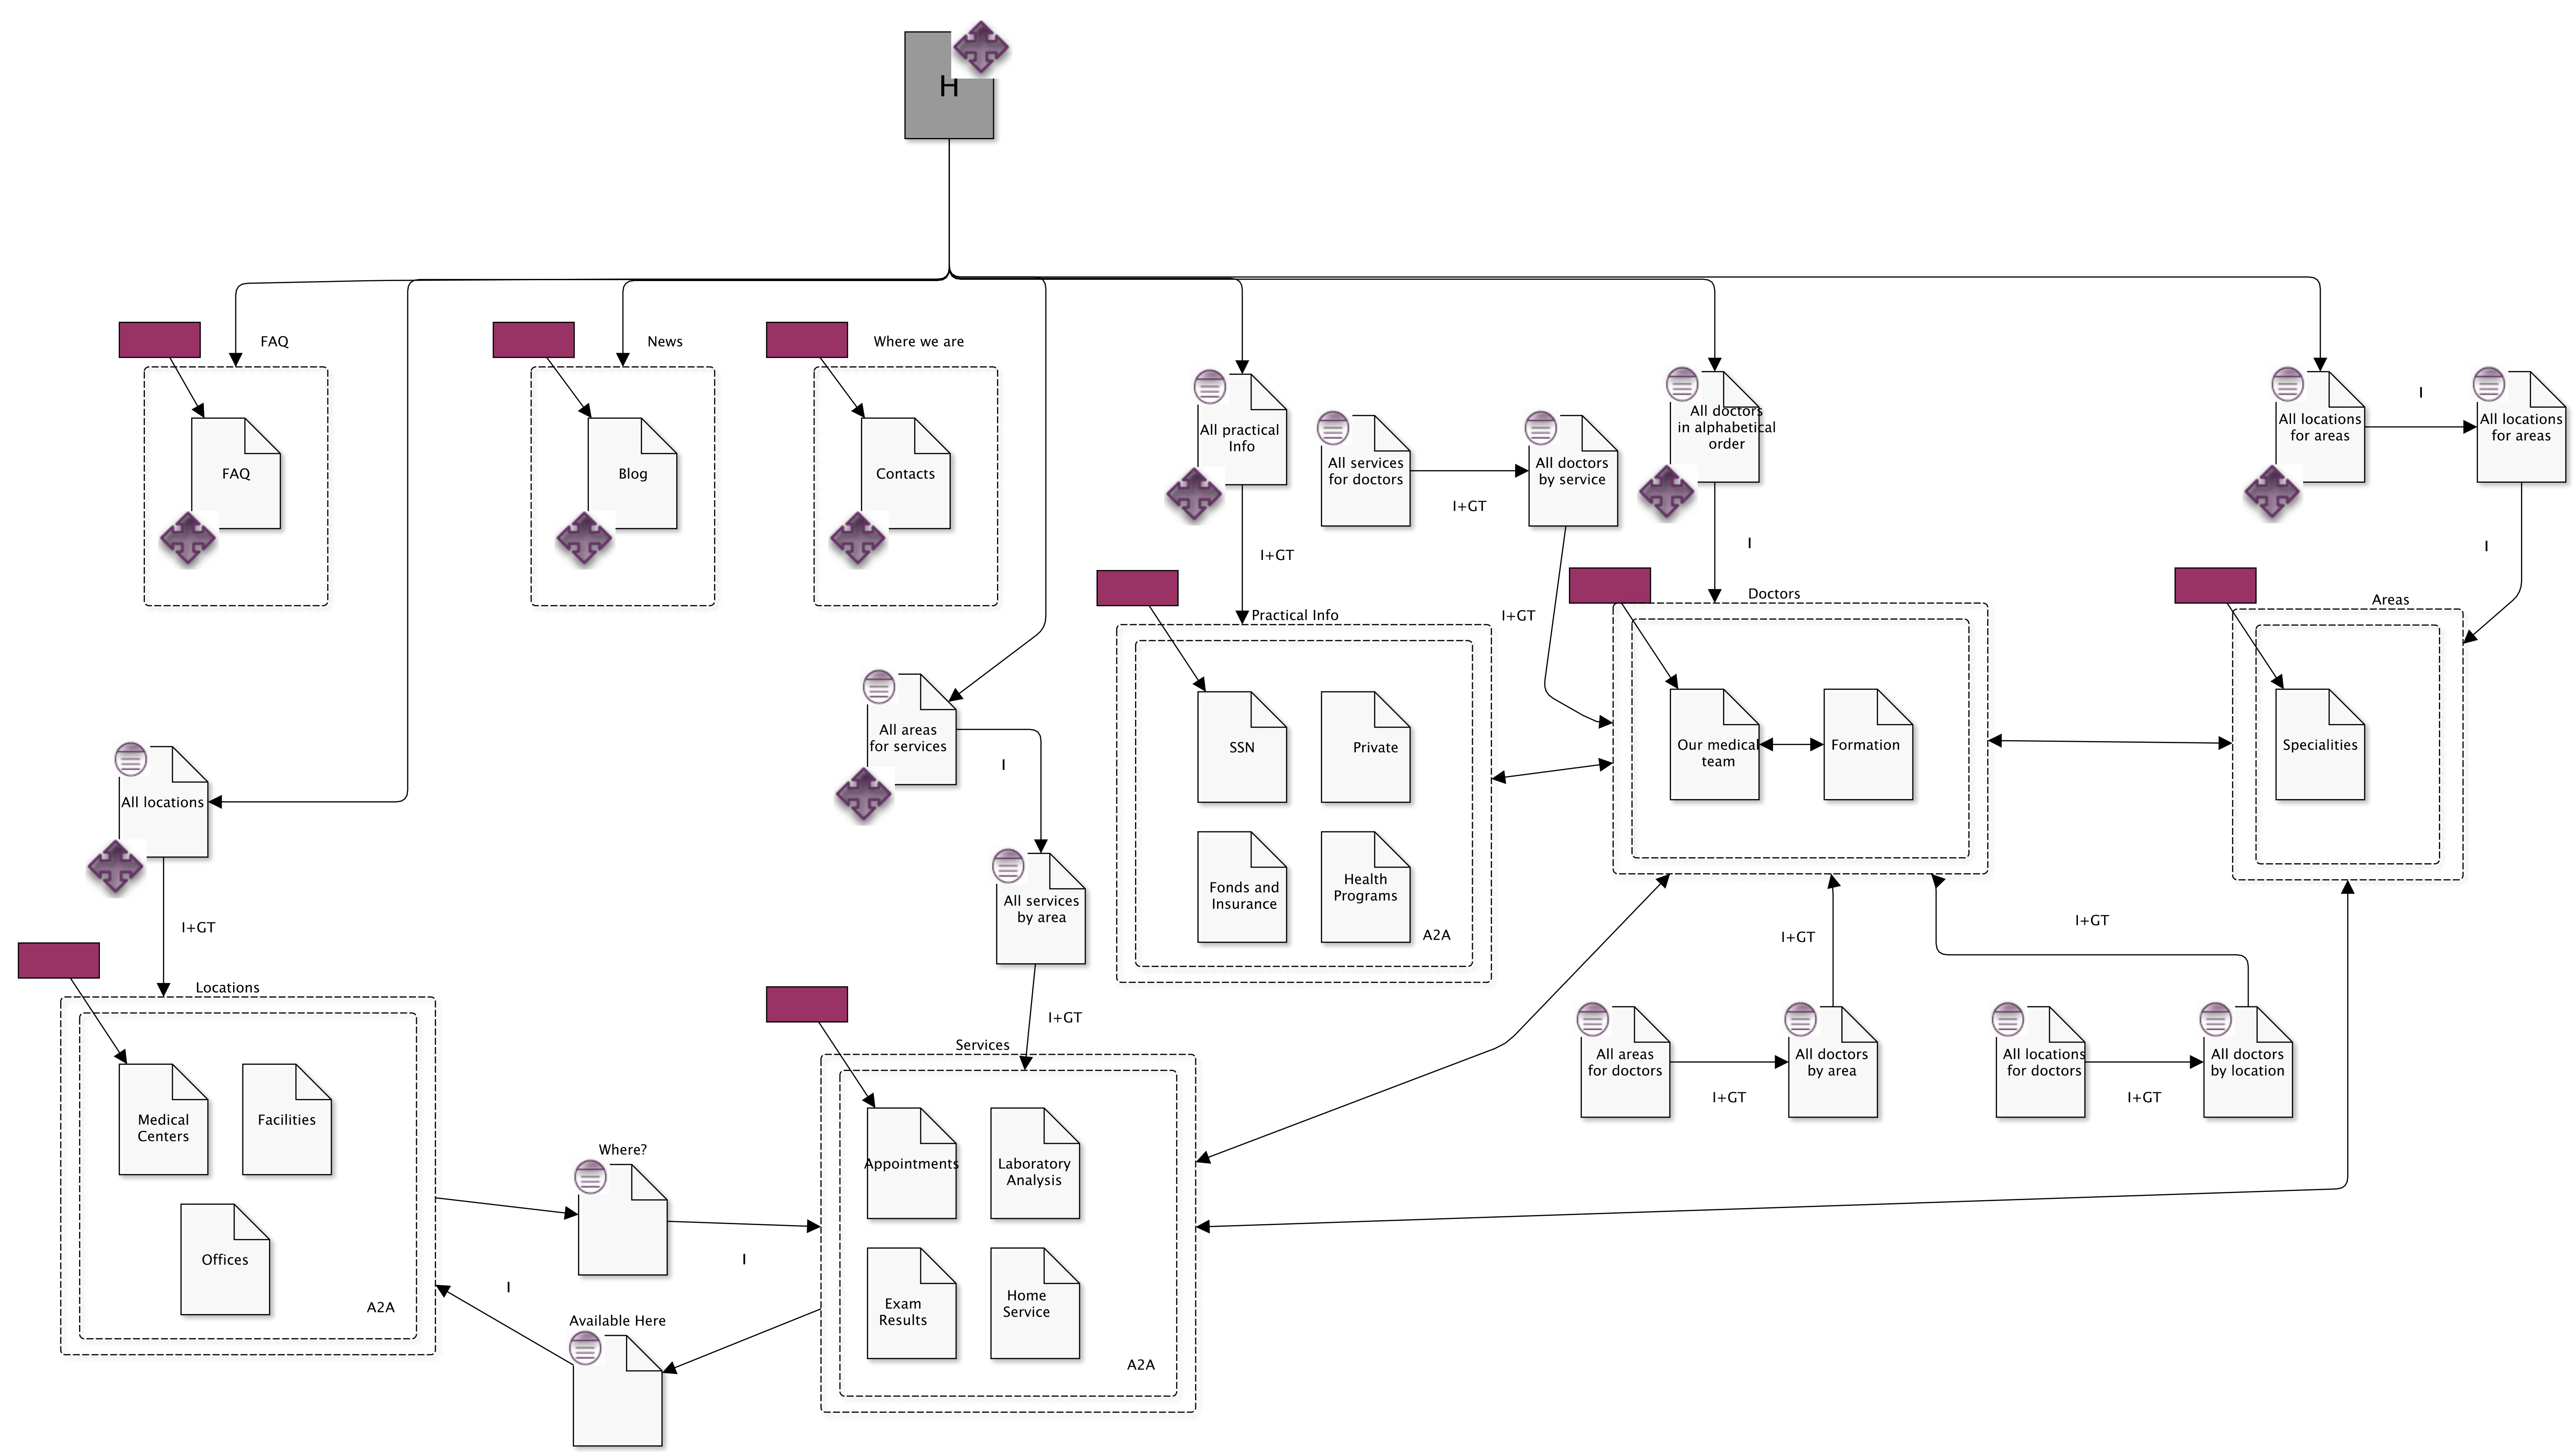 H
FAQ
News
Where we are
FAQ
Blog
Contacts
All practical
Info
All services
for doctors
I+GT
All doctors
by service
All doctors
in alphabetical
order
All locations
for areas
I
All locations
for areas
I+GT
I
I
I+GT
Practical Info
Doctors
Areas
SSN
Private
Fonds and
Insurance
Health
Programs
A2A
Our medical
team
Formation
Specialities
All areas
for services
I
All locations
All services
by area
I+GT
I+GT
I+GT
I+GT
Locations
Services
I+GT
All areas
for doctors
I+GT
All doctors
by area
All locations
for doctors
I+GT
All doctors
by location
Medical
Centers
Facilities
Offices
A2A
Where?
I
I
Available Here
Appointments
Laboratory
Analysis
Exam
Results
Home
Service
A2A